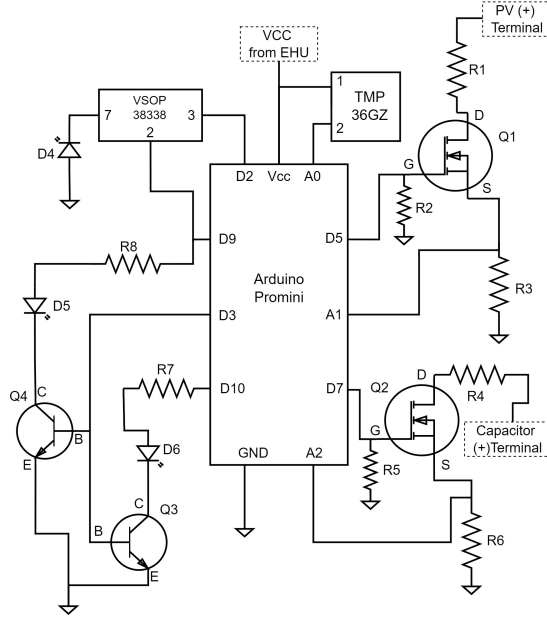 PV (+)
Terminal
VCC
from EHU
R1
1
TMP
36GZ
2
VSOP
38338
7
3
2
D
Q1
G
S
D4
D2
Vcc
A0
R2
R8
D9
D5
Arduino
Promini
R3
D5
D3
A1
R7
D
R4
Q4
C
D10
D7
Q2
B
D6
G
Capacitor
(+)Terminal
E
GND
A2
R5
S
C
Q3
B
R6
E